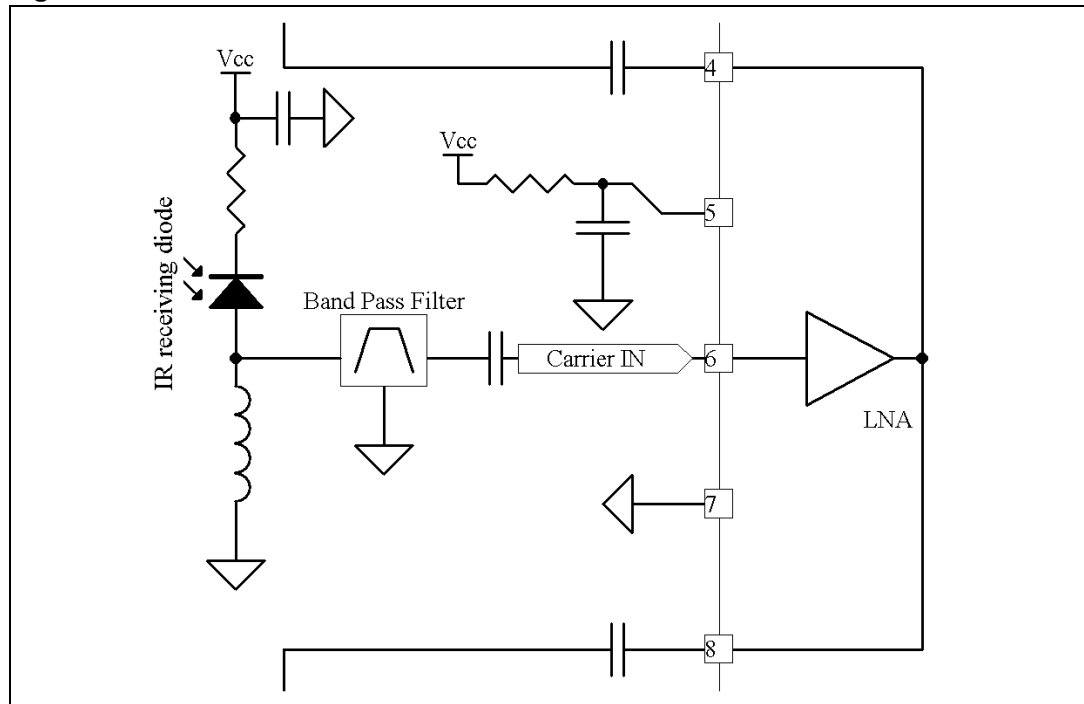 Vcc
4
Vcc
5
IR receiving diode
Band Pass Filter
Carrier IN
6
LNA
7
8